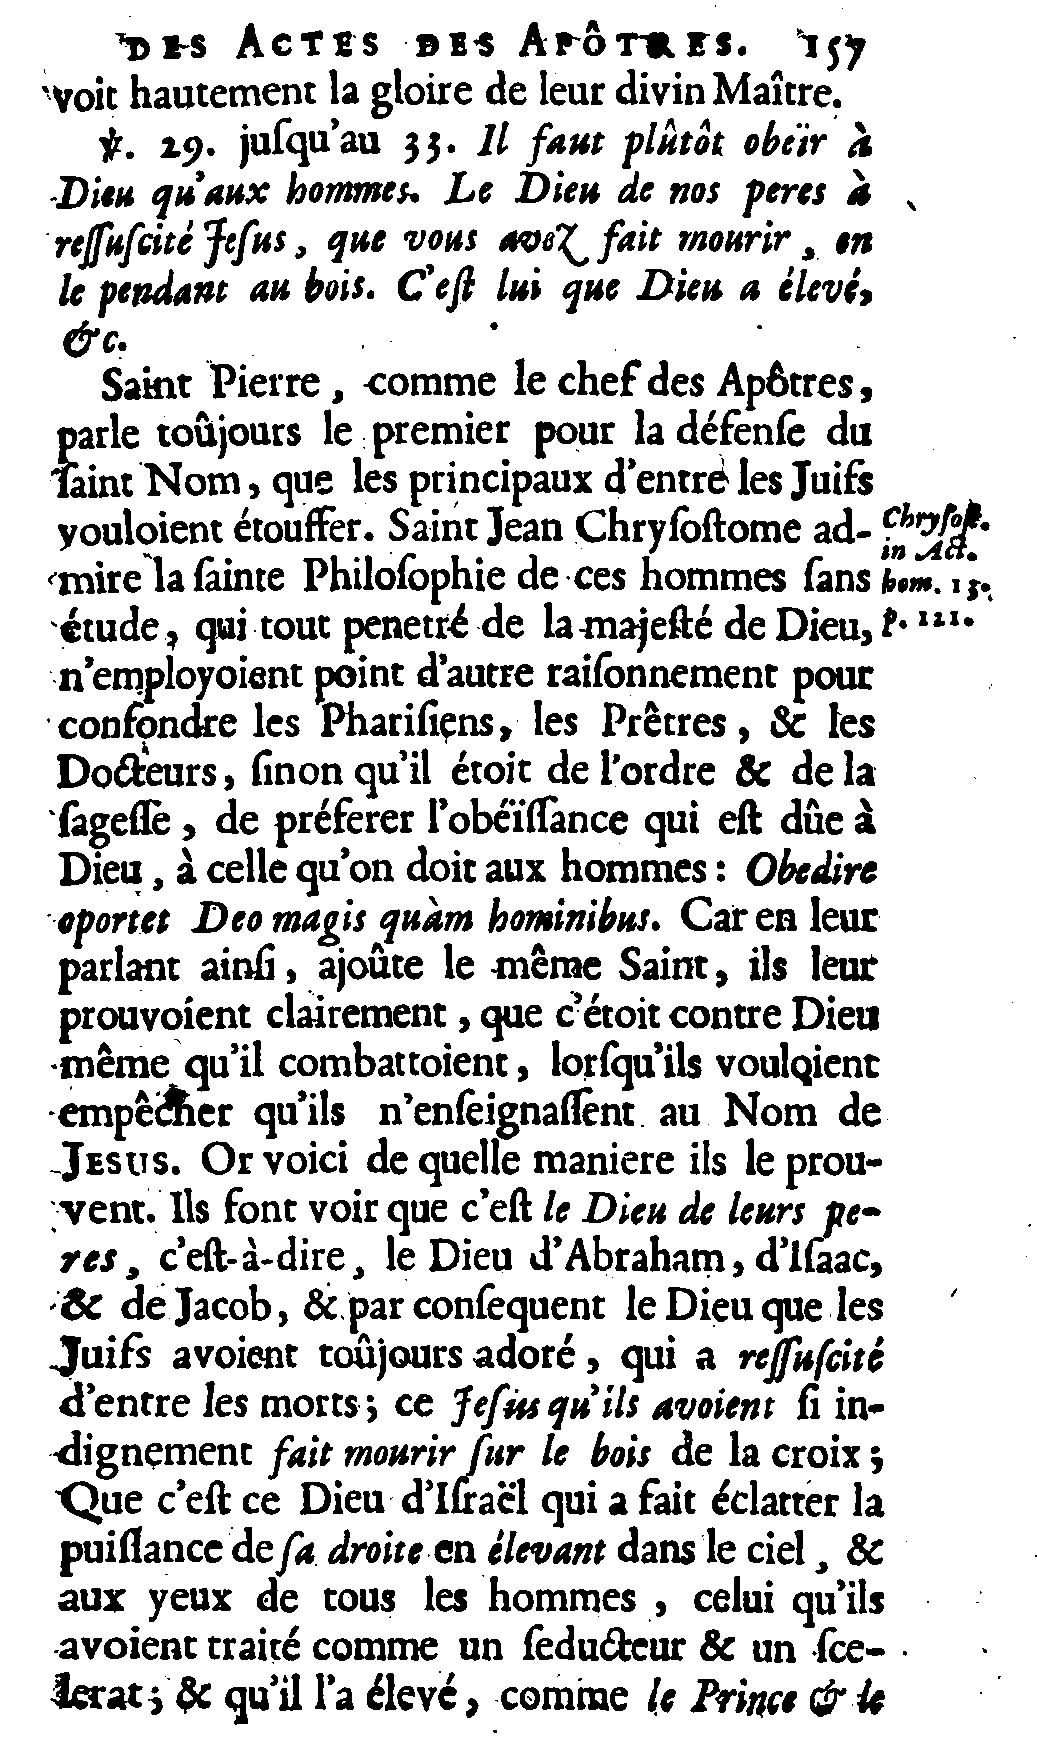 DES ACTES DES APÔTRES. 157
voit hautement la gloire de leur divin Maître.
℣. 29. juſqu'au 33. Il faut plûtôt obeïr à
Dieu qu'aux hommes. Le Dieu de nos peres à
reſſuſcité Jeſus, que vous avez fait mourir, en
le pendant au bois. C'eſt lui que Dieu a élevé,
&c.
Saint Pierre, comme le chef des Apôtres,
parle toûjours le premier pour la défenſe du
ſaint Nom, que les principaux d'entre les Juifs
vouloient étouffer. Saint Jean Chryſoſtome ad-
mire la ſainte Philoſophie de ces hommes ſans
étude, qui tout penetré de la majeſté de Dieu,
n'employoient point d'autre raiſonnement pour
confondre les Phariſiens, les Prêtres, & les
Docteurs, ſinon qu'il étoit de l'ordre & de la
ſageſſe, de préferer l'obéïſſance qui eſt dûe à
Dieu, à celle qu'on doit aux hommes : Obedire
oportet Deo magis quàm hominibus. Car en leur
parlant ainſi, ajoûte le même Saint, ils leur
prouvoient clairement, que c'étoit contre Dieu
même qu'il combattoient, lorſqu'ils vouloient
empêcher qu'ils n'enſeignaſſent au Nom de
JESUS. Or voici de quelle maniere ils le prou-
vent. Ils font voir que c'eſt le Dieu de leurs pe-
res, c'eſt-à-dire, le Dieu d'Abraham, d'Iſaac,
& de Jacob, & par conſequent le Dieu que les
Juifs avoient toûjours adoré, qui a reſſuſcité
d'entre les morts ; ce Jeſus qu'ils avoient ſi in-
dignement fait mourir ſur le bois de la croix ;
Que c'eſt ce Dieu d'Iſraël qui a fait éclatter la
puiſſance de ſa droite en élevant dans le ciel, &
aux yeux de tous les hommes, celui qu'ils
avoient traité comme un ſeducteur & un ſce-
lerat ; & qu'il l'a élevé, comme le Prince & le
Chryſoſt.
in Act.
hom. 13.
p. 121.